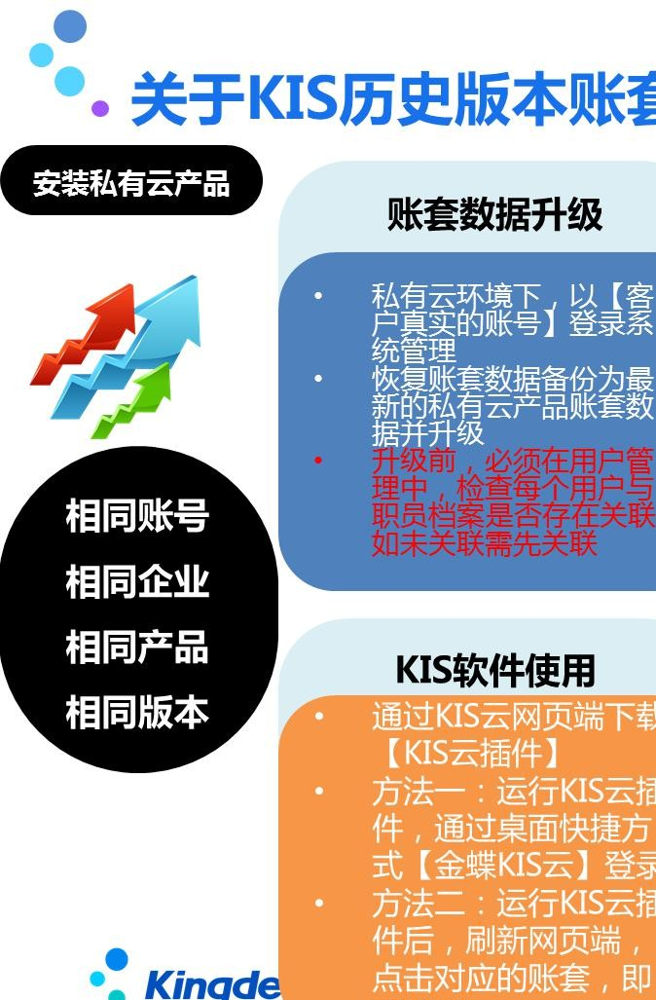 关于KIS历史版本账套
安装私有云产品
账套数据升级
• 私有云环境下，以【客
户真实的账号】登录系
统管理
• 恢复账套数据备份为最
新的私有云产品账套数
据并升级
• 升级前，必须在用户管
理中，检查每个用户与
职员档案是否存在关联
如未关联需先关联
相同账号
相同企业
相同产品
相同版本
KIS软件使用
• 通过KIS云网页端下载
【KIS云插件】
• 方法一：运行KIS云插
件，通过桌面快捷方
式【金蝶KIS云】登录
• 方法二：运行KIS云插
件后，刷新网页端，
点击对应的账套，即
Kingde